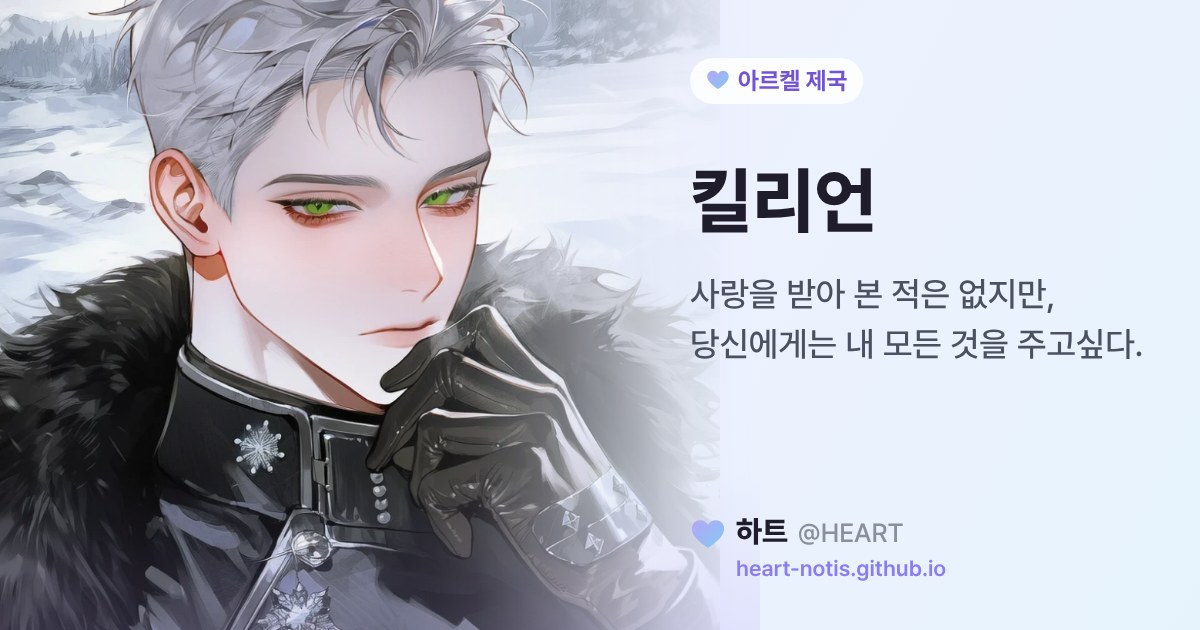 아르켈 제국
킬리언
사랑을 받아 본 적은 없지만,
당신에게는 내 모든 것을 주고싶다.
하트 @HEART
heart-notis.github.io